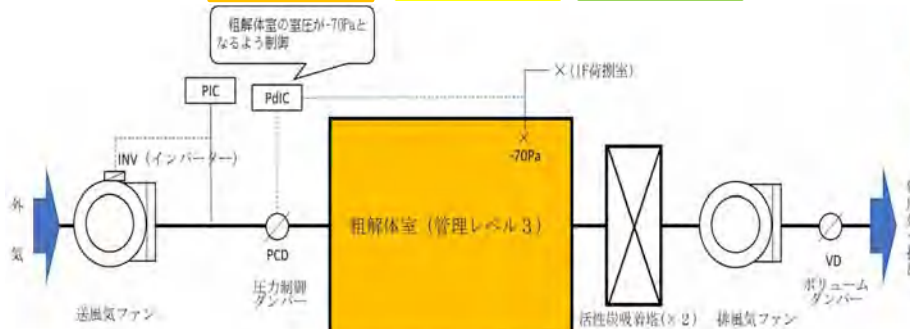 粗解体室の室圧が-70Paと
なるよう制御
PIC
PdIC
×(1F荷捌室)
-70Pa
INV (インバーター)
外
気
粗解体室 (管理レベル3)
PCD
圧力制御
ダンパー
VD
ボリューム
ダンパー
送風気ファン
活性炭吸着塔(×2)
排風気ファン